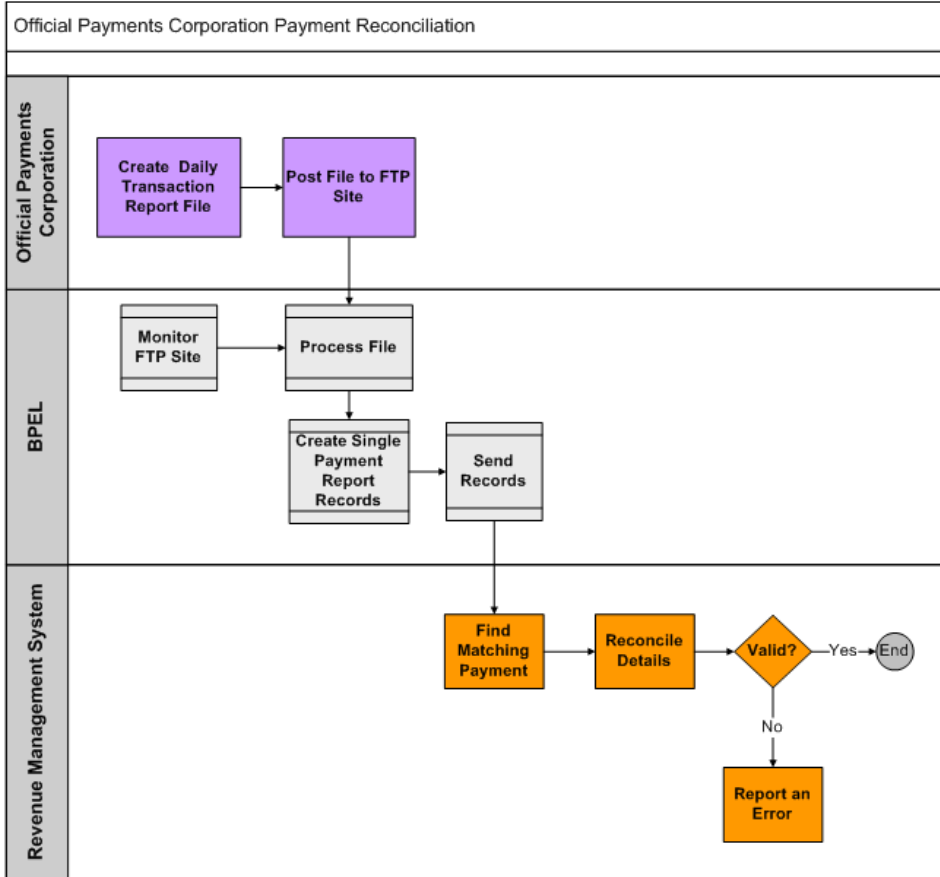 Official Payments Corporation Payment Reconciliation
Official Payments
Corporation
Create Daily
Transaction
Report File
Post File to FTP
Site
BPEL
Monitor
FTP Site
Process File
Create Single
Payment
Report
Records
Send
Records
Revenue Management System
Find
Matching
Payment
Reconcile
Details
Valid?
Yes
End
No
Report an
Error